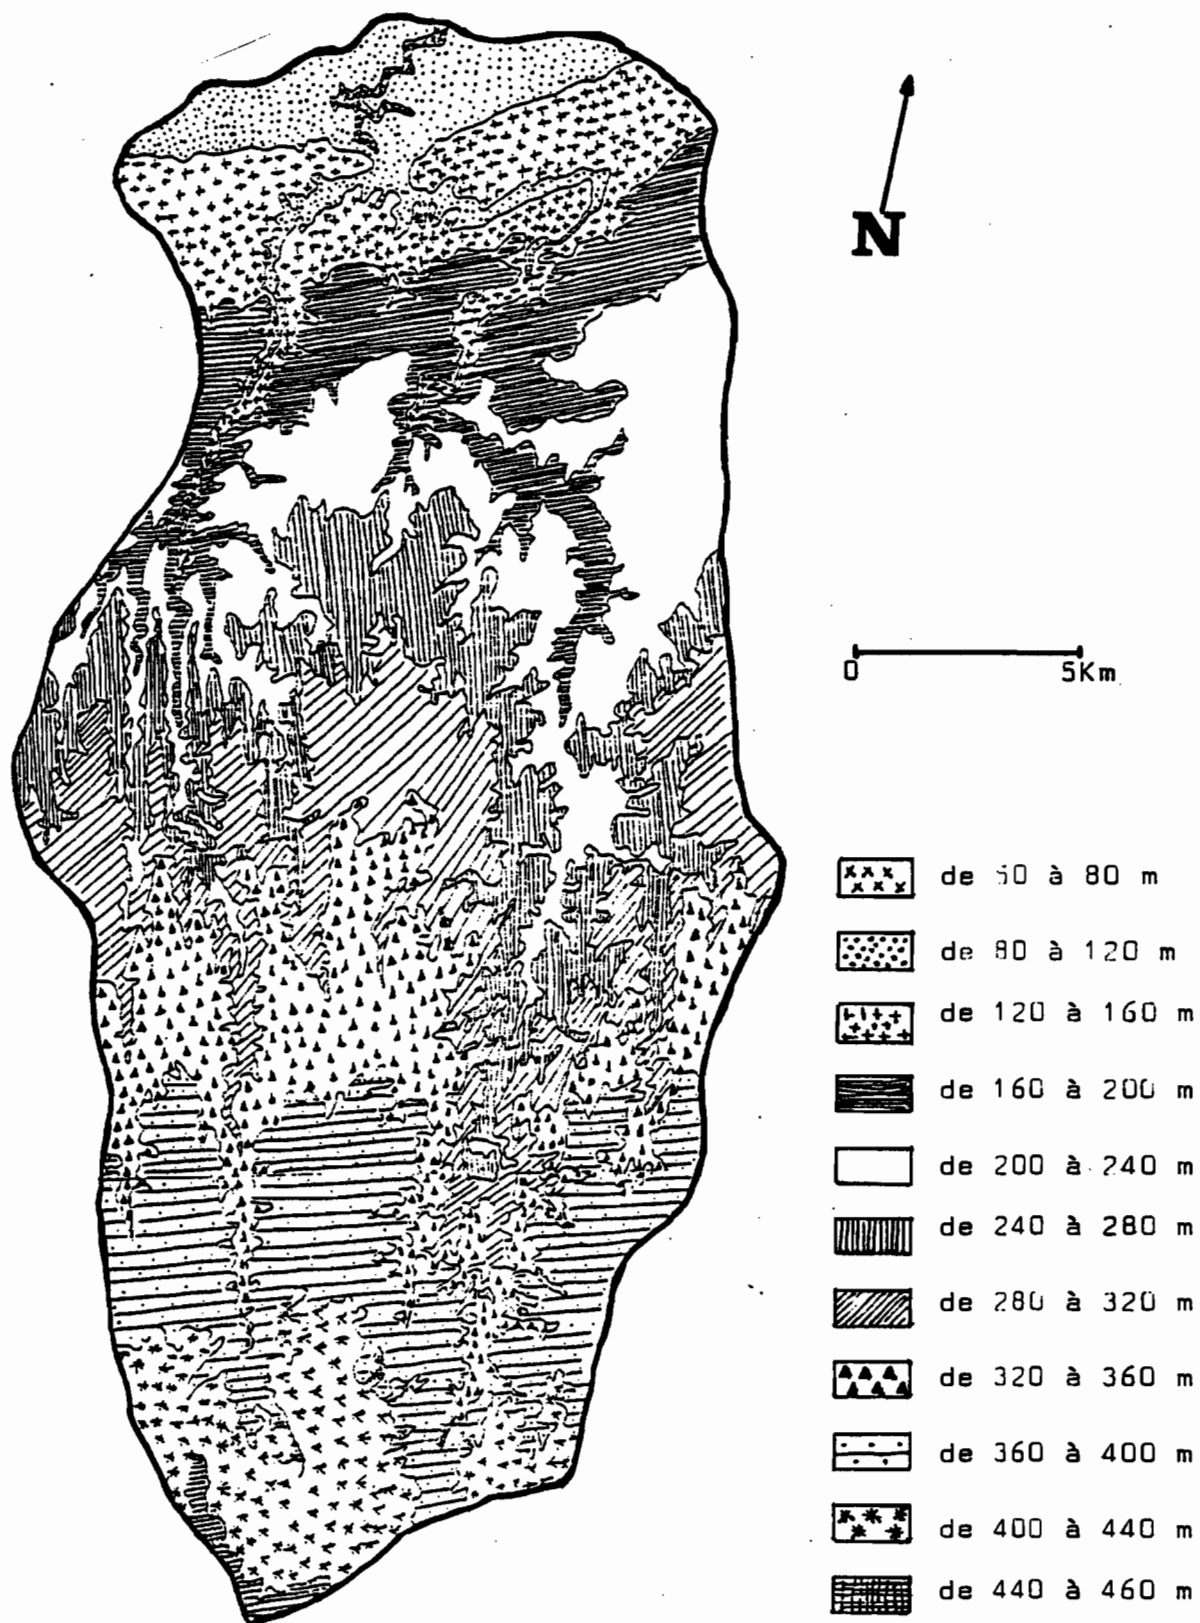 N
0 5Km
de 60 à 80 m
de 80 à 120 m
de 120 à 160 m
de 160 à 200 m
de 200 à 240 m
de 240 à 280 m
de 280 à 320 m
de 320 à 360 m
de 360 à 400 m
de 400 à 440 m
de 440 à 460 m